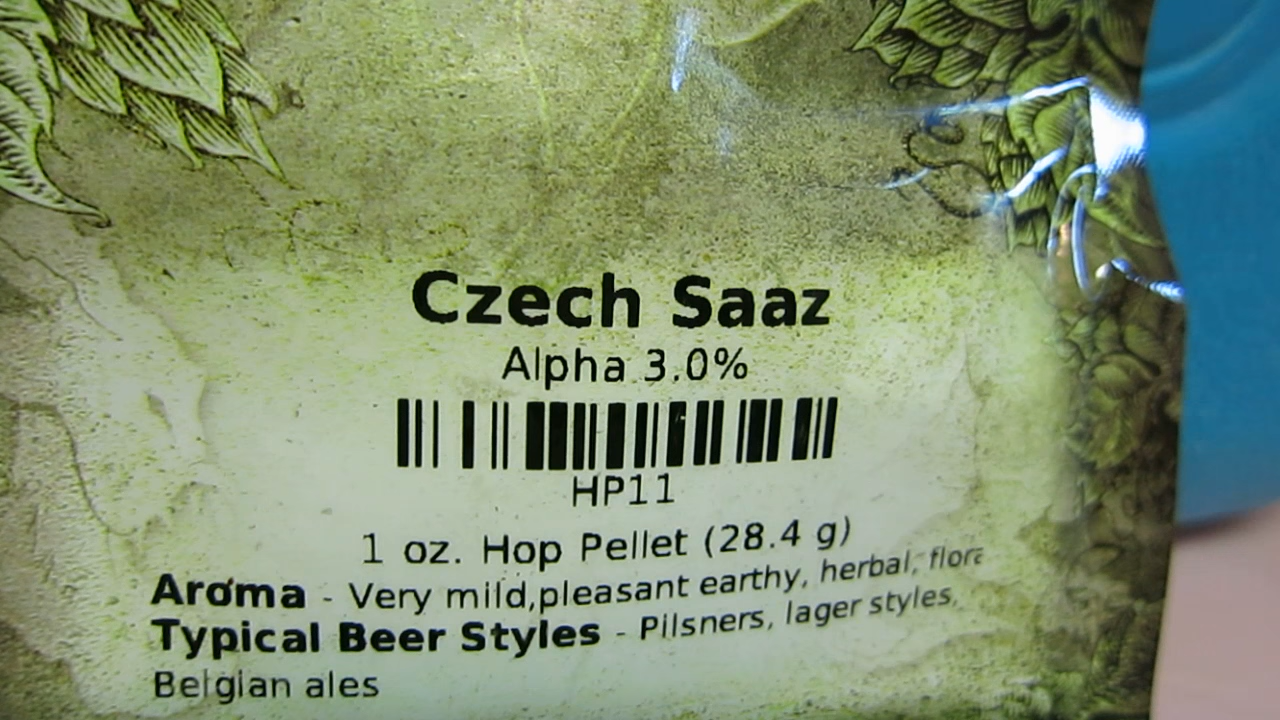 Czech Saaz
Alpha 3.0%
HP11
1 oz. Hop Pellet (28.4 g)
Aroma - Very mild,pleasant earthy, herbal,
Typical Beer Styles - Pilsners, lager styles,
Belgian ales